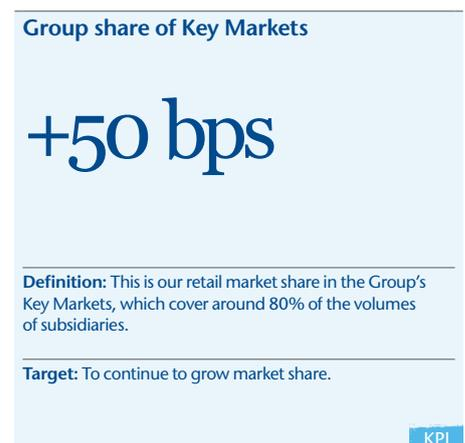 Group share of Key Markets
+50 bps
Definition: This is our retail market share in the Group's
Key Markets, which cover around 80% of the volumes
of subsidiaries.
Target: To continue to grow market share.
KPI